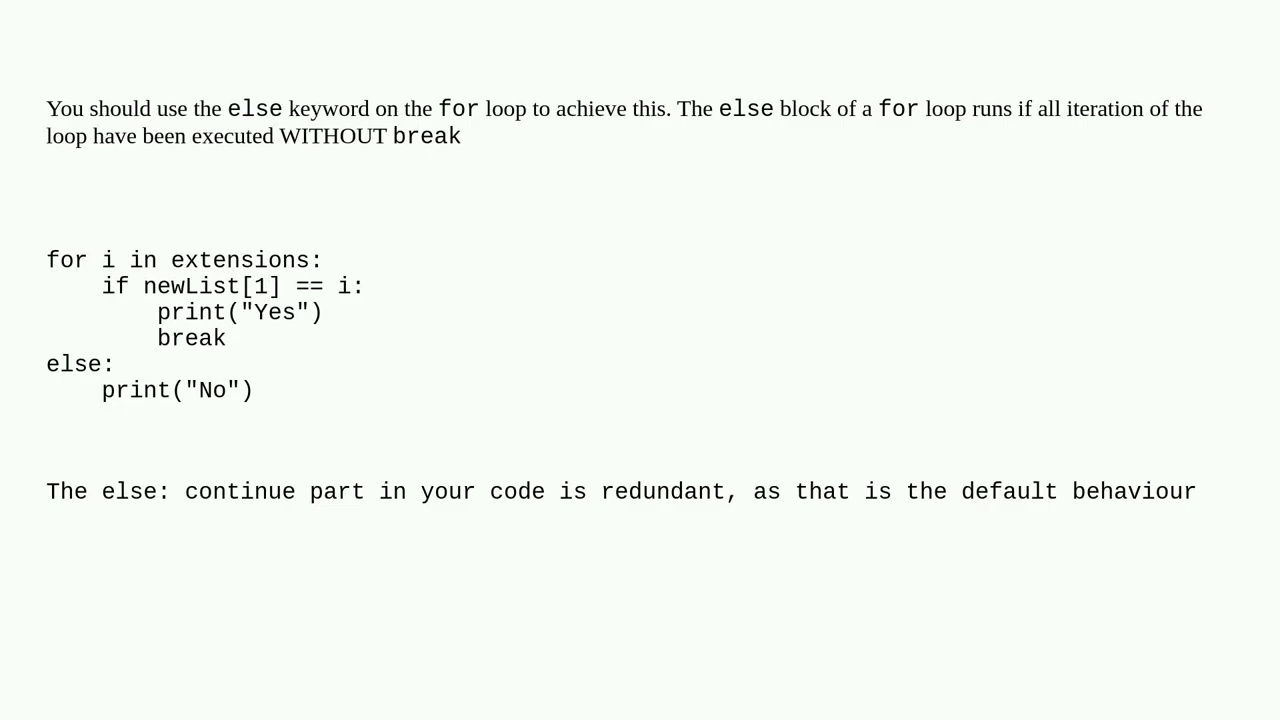 You should use the else keyword on the for loop to achieve this. The else block of a for loop runs if all iteration of the
loop have been executed WITHOUT break
for i in extensions:
    if newList[1] == i:
        print("Yes")
        break
else:
    print("No")
The else: continue part in your code is redundant, as that is the default behaviour